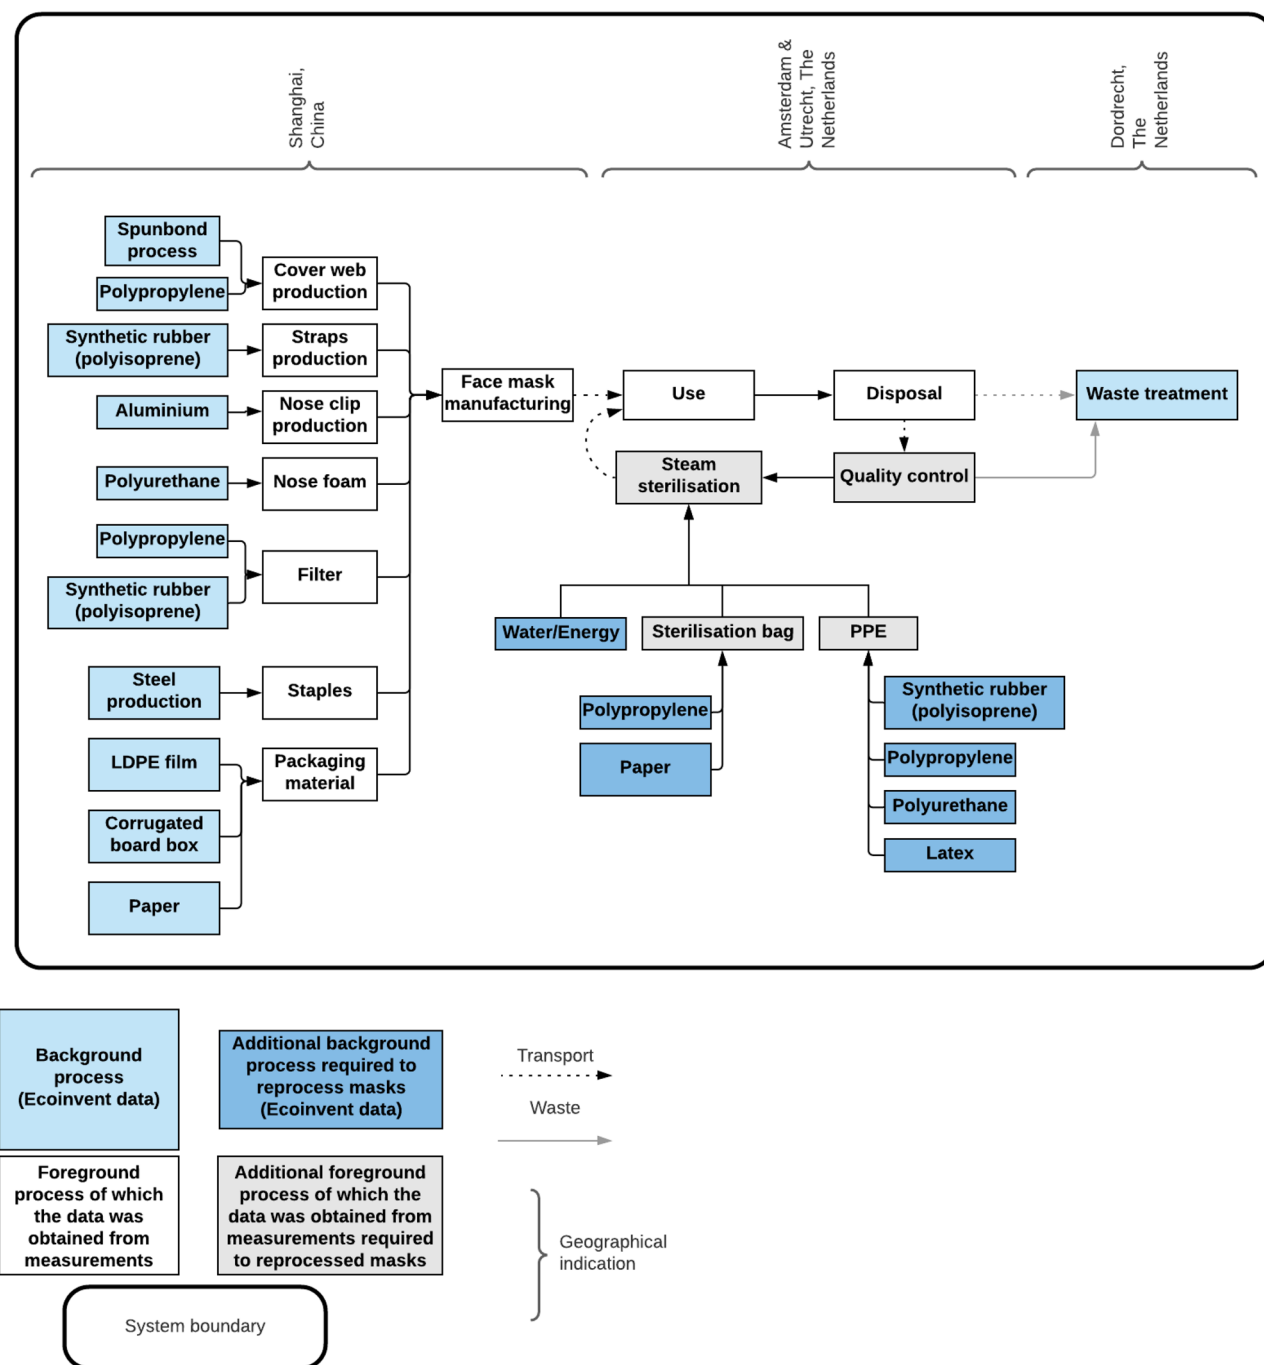 Shanghai,
China
Amsterdam &
Utrecht, The
Netherlands
Dordrecht,
The
Netherlands
Spunbond
process
Polypropylene
Cover web
production
Synthetic rubber
(polyisoprene)
Straps
production
Aluminium
Nose clip
production
Polyurethane
Nose foam
Polypropylene
Synthetic rubber
(polyisoprene)
Filter
Steel
production
Staples
LDPE film
Corrugated
board box
Paper
Packaging
material
Face mask
manufacturing
Use
Disposal
Waste treatment
Steam
sterilisation
Quality control
Water/Energy
Sterilisation bag
PPE
Polypropylene
Paper
Synthetic rubber
(polyisoprene)
Polypropylene
Polyurethane
Latex
Background
process
(Ecoinvent data)
Additional background
process required to
reprocess masks
(Ecoinvent data)
Transport
Waste
Foreground
process of which
the data was
obtained from
measurements
Additional foreground
process of which the
data was obtained from
measurements required
to reprocessed masks
Geographical
indication
System boundary